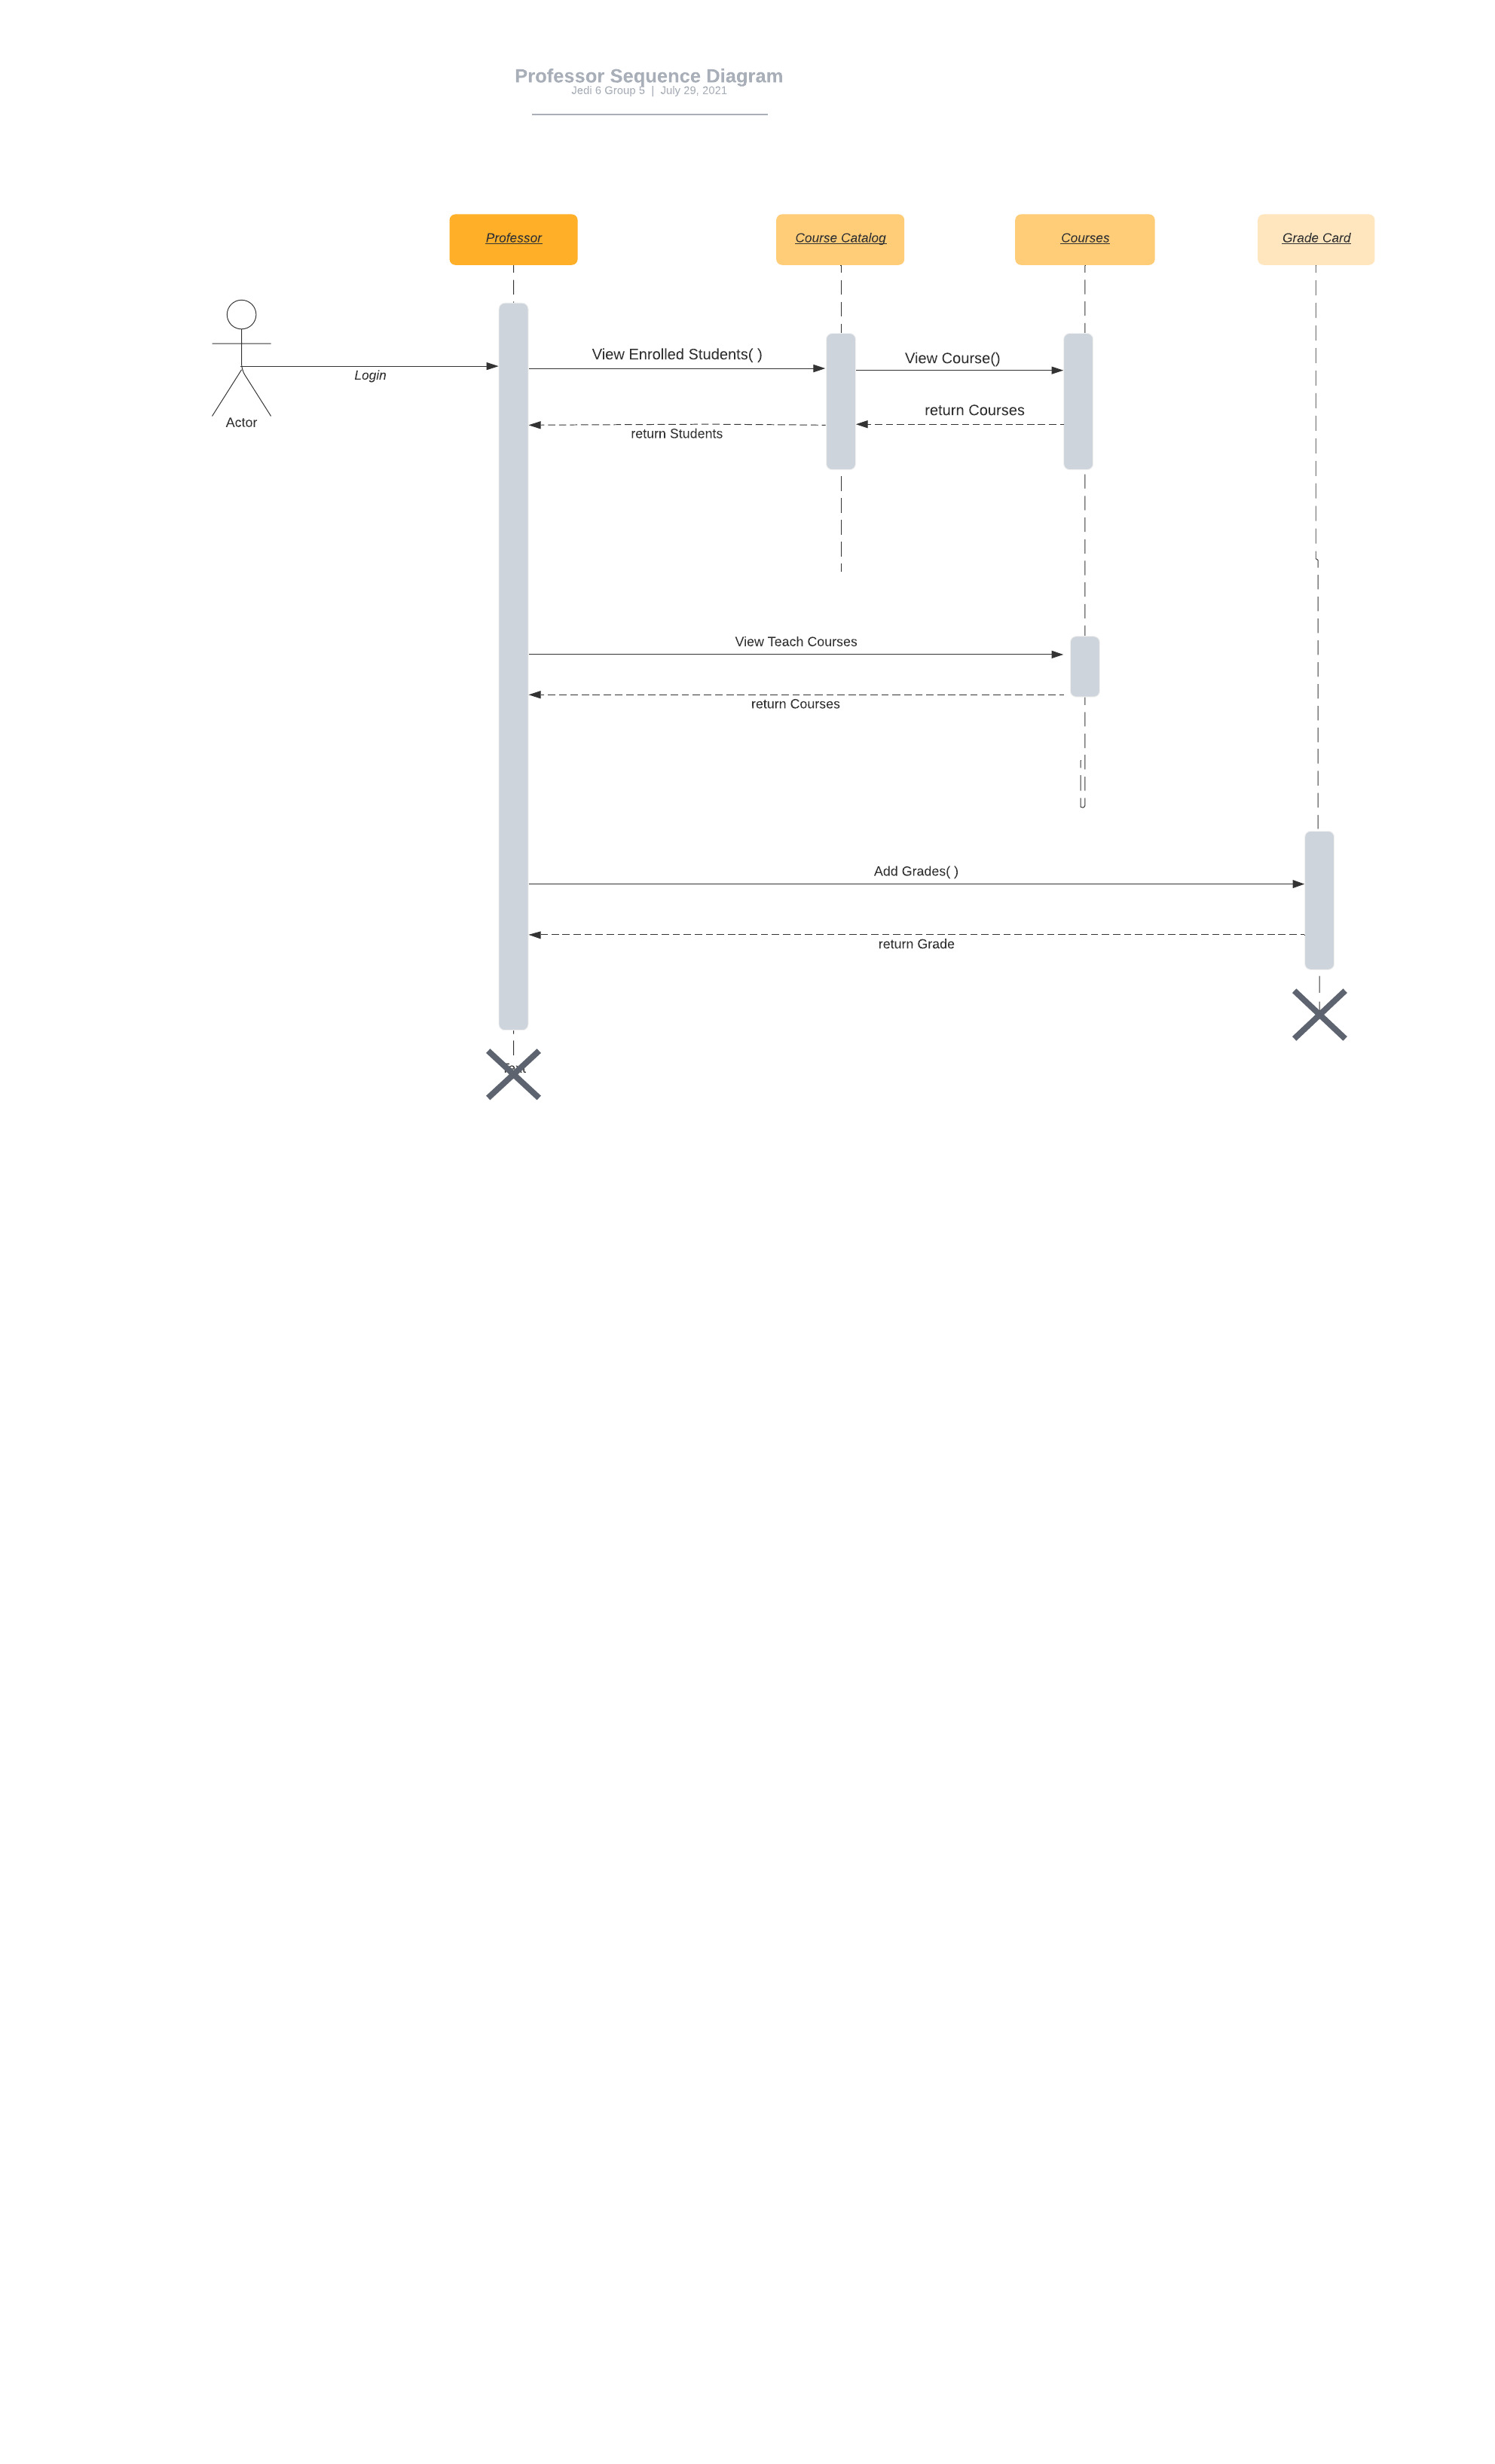 Professor Sequence Diagram
Jedi 6 Group 5 | July 29, 2021
Professor
Course Catalog
Courses
Grade Card
View Enrolled Students( )
View Course()
Login
return Courses
Actor
return Students
View Teach Courses
return Courses
Add Grades( )
return Grade
Text